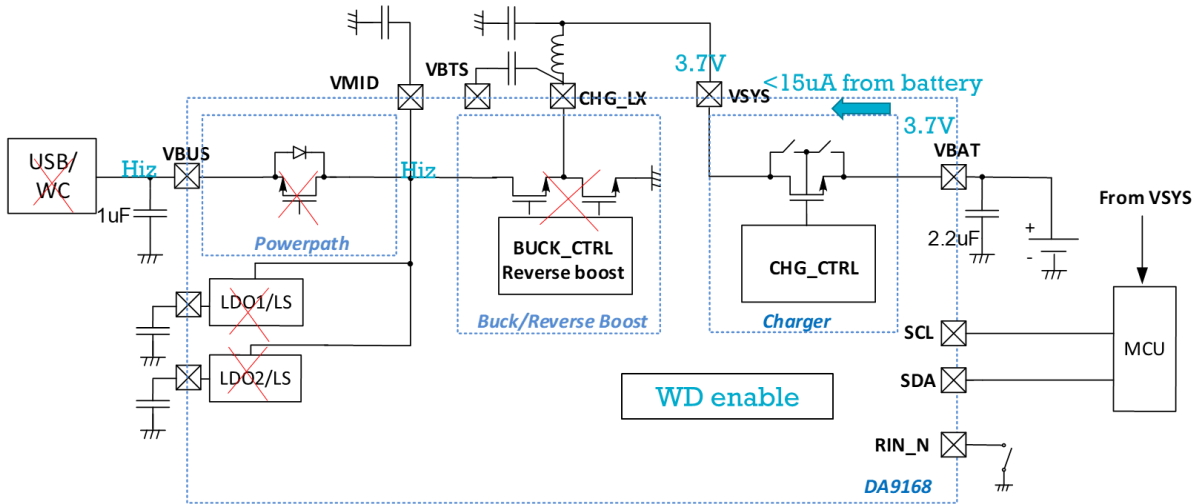 VMID
VBTS
CHG_LX
3.7V
VSYS
<15uA from battery
3.7V
VBAT
USB/
WC
Hiz
VBUS
Hiz
1uF
Powerpath
BUCK_CTRL
Reverse boost
Buck/Reverse Boost
CHG_CTRL
Charger
2.2uF
+
-
From VSYS
MCU
LDO1/LS
LDO2/LS
SCL
SDA
WD enable
RIN_N
DA9168